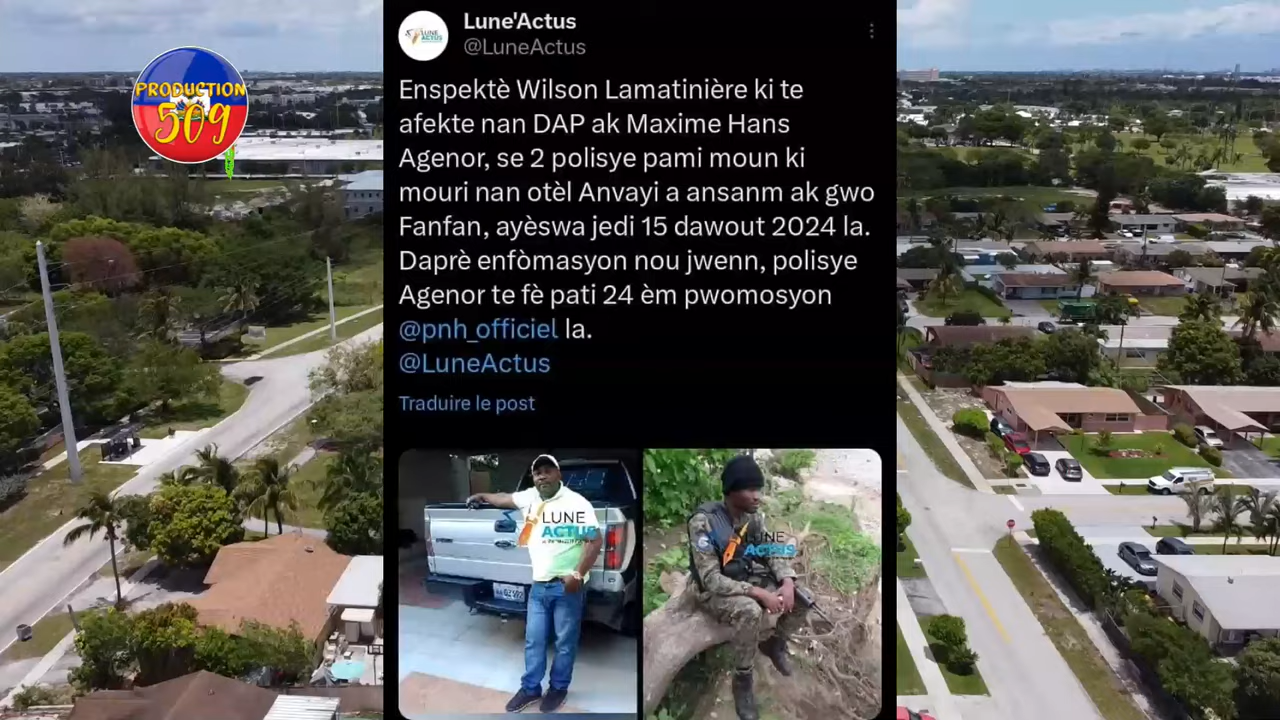 PRODUCTION
509
Lune'Actus
@LuneActus
Enspektè Wilson Lamatinière ki te
afekte nan DAP ak Maxime Hans
Agenor, se 2 polisye pami moun ki
mouri nan otèl Anvayi a ansanm ak gwo
Fanfan, ayèswa jedi 15 dawout 2024 la.
Daprè enfòmasyon nou jwenn, polisye
Agenor te fè pati 24 èm pwomosyon
@pnh_officiel la.
@LuneActus
Traduire le post
LUNE
ACTUS
LUNE
ACTUS